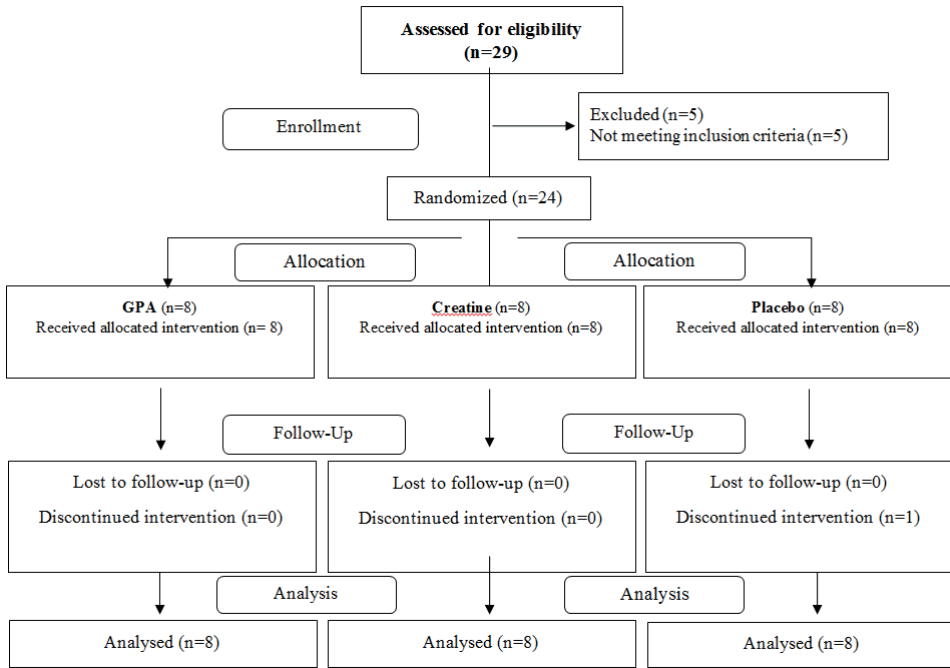 Assessed for eligibility
(n=29)
Enrollment
Excluded (n=5)
Not meeting inclusion criteria (n=5)
Randomized (n=24)
Allocation
Allocation
GPA (n=8)
Received allocated intervention (n= 8)
Creatine (n=8)
Received allocated intervention (n=8)
Placebo (n=8)
Received allocated intervention (n=8)
Follow-Up
Follow-Up
Lost to follow-up (n=0)
Discontinued intervention (n=0)
Lost to follow-up (n=0)
Discontinued intervention (n=0)
Lost to follow-up (n=0)
Discontinued intervention (n=1)
Analysis
Analysis
Analysed (n=8)
Analysed (n=8)
Analysed (n=8)